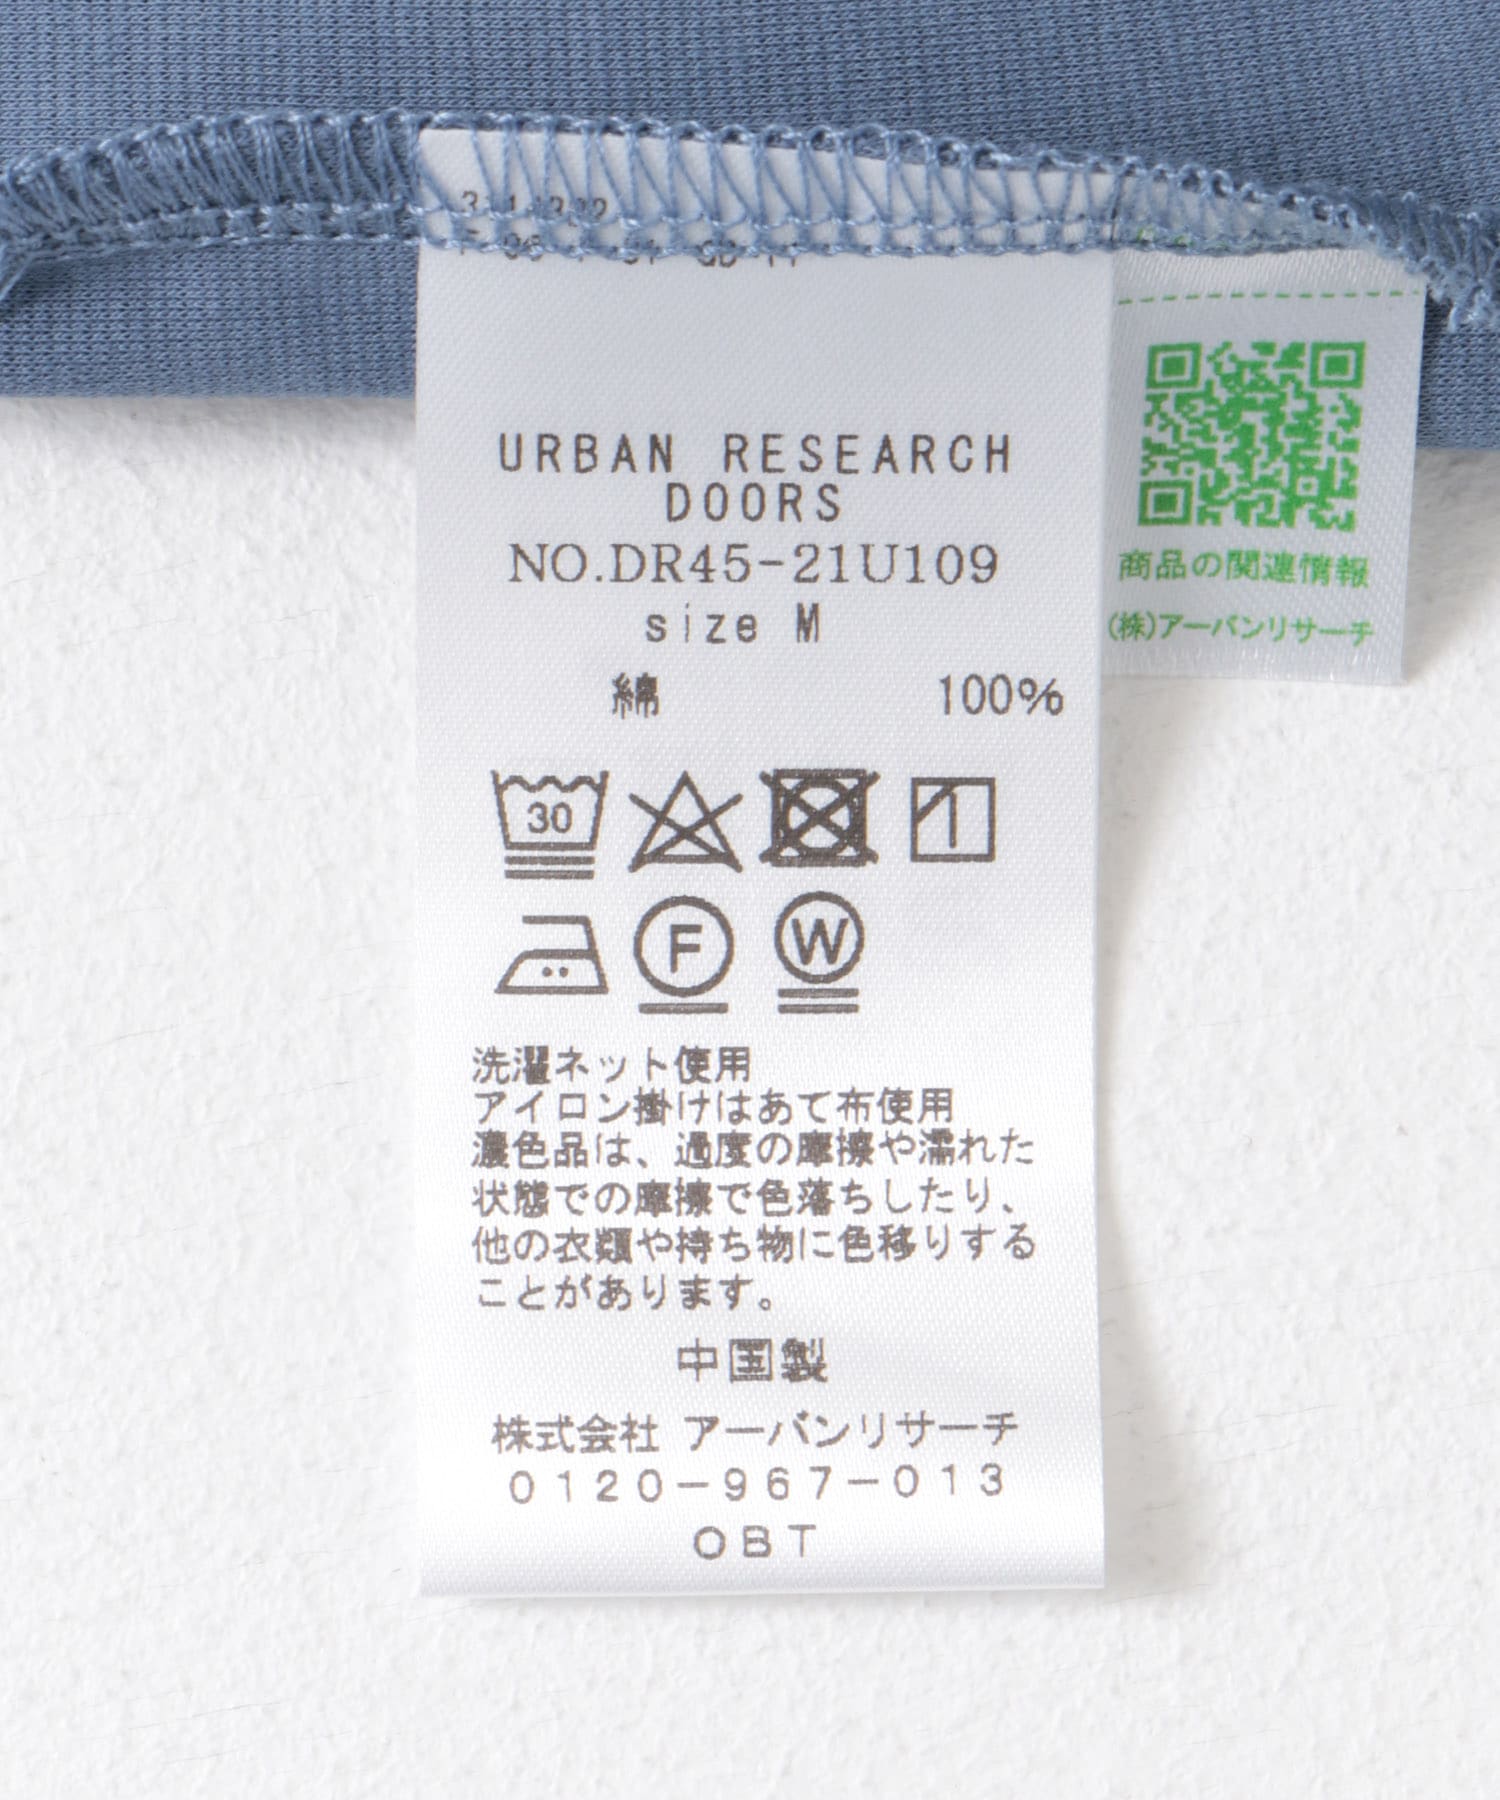 URBAN RESEARCH
DOORS
NO.DR45-21U109
size M
綿 100%
30
F W
洗濯ネット使用
アイロン掛けはあて布使用
濃色品は、過度の摩擦や濡れた
状態での摩擦で色落ちしたり、
他の衣類や持ち物に色移りする
ことがあります。
中国製
株式会社 アーバンリサーチ
0120-967-013
OBT
商品の関連情報
(株)アーバンリサーチ